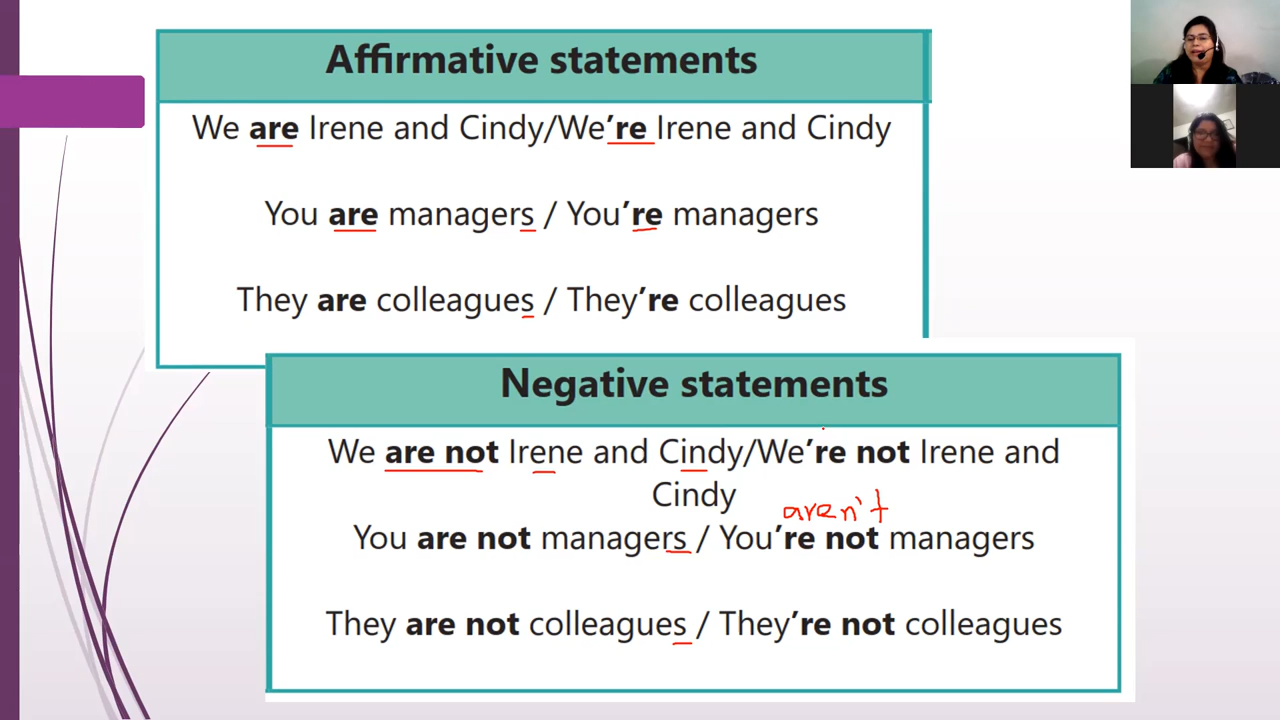 Affirmative statements
We are Irene and Cindy/We're Irene and Cindy
You are managers / You're managers
They are colleagues / They're colleagues
Negative statements
We are not Irene and Cindy/We're not Irene and
Cindy
aren't
You are not managers / You're not managers
They are not colleagues / They're not colleagues